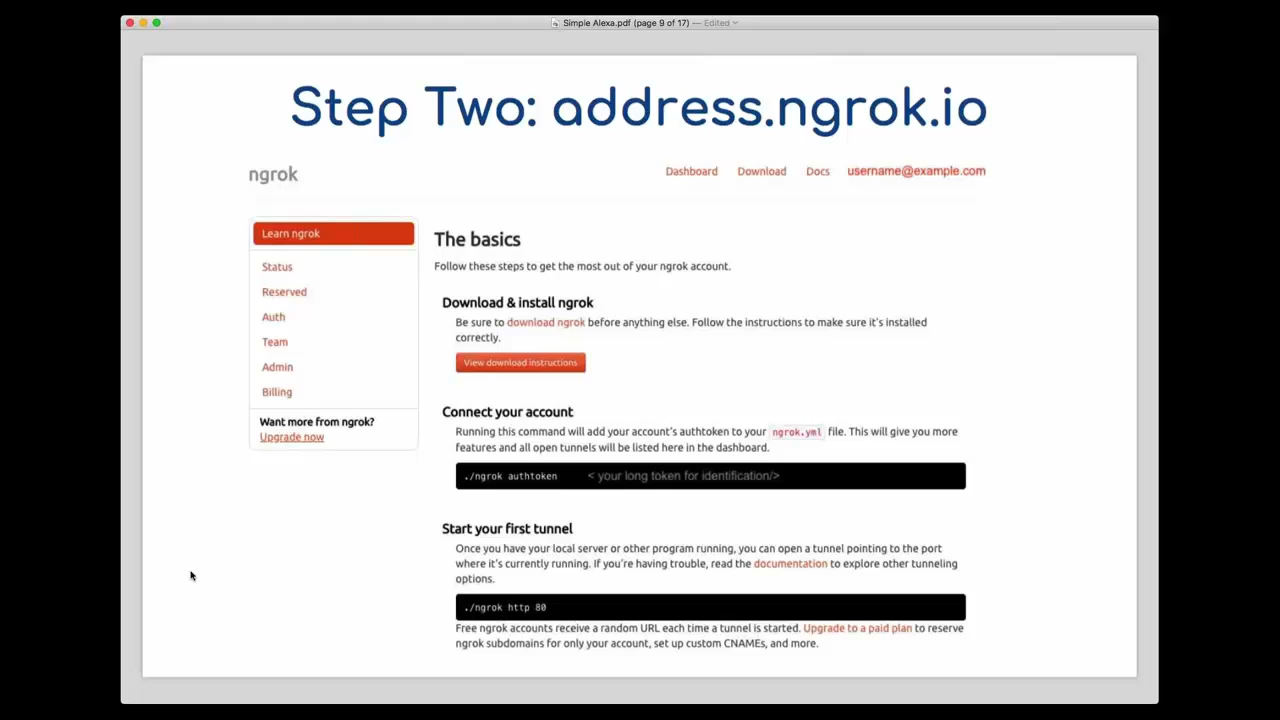 Simple Alexa.pdf (page 9 of 17) — Edited
Step Two: address.ngrok.io
ngrok
Dashboard Download Docs username@example.com
Learn ngrok
Status
Reserved
Auth
Team
Admin
Billing
Want more from ngrok?
Upgrade now
The basics
Follow these steps to get the most out of your ngrok account.
Download & install ngrok
Be sure to download ngrok before anything else. Follow the instructions to make sure it's installed
correctly.
View download instructions
Connect your account
Running this command will add your account's authtoken to your ngrok.yml file. This will give you more
features and all open tunnels will be listed here in the dashboard.
./ngrok authtoken < your long token for identification/>
Start your first tunnel
Once you have your local server or other program running, you can open a tunnel pointing to the port
where it's currently running. If you're having trouble, read the documentation to explore other tunneling
options.
./ngrok http 80
Free ngrok accounts receive a random URL each time a tunnel is started. Upgrade to a paid plan to reserve
ngrok subdomains for only your account, set up custom CNAMEs, and more.